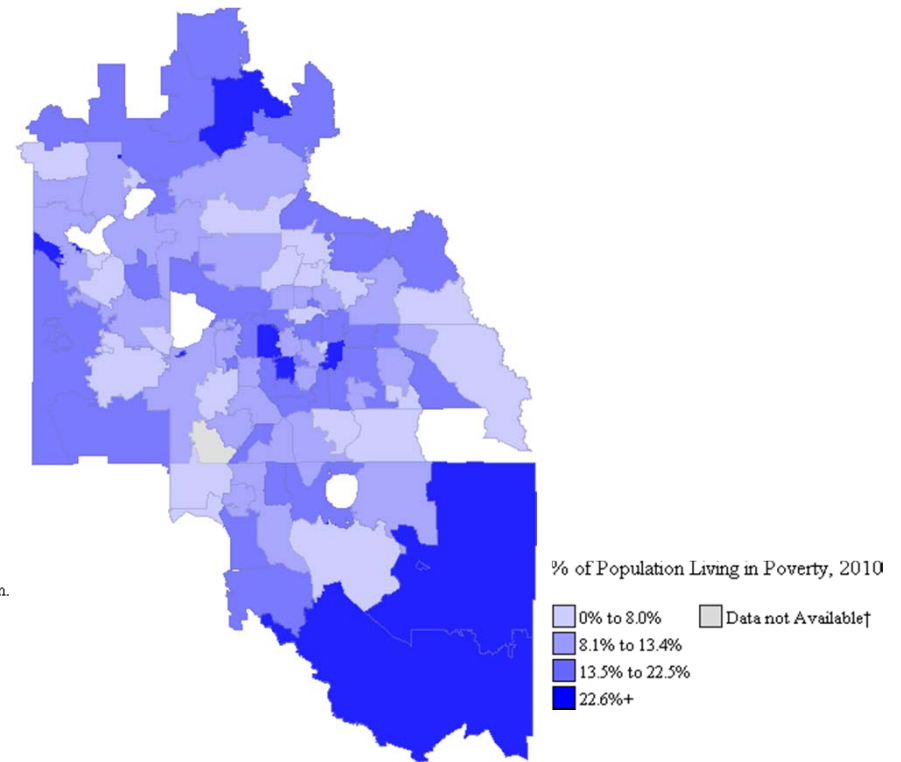 n.
% of Population Living in Poverty, 2010
0% to 8.0%
Data not Available†
8.1% to 13.4%
13.5% to 22.5%
22.6%+